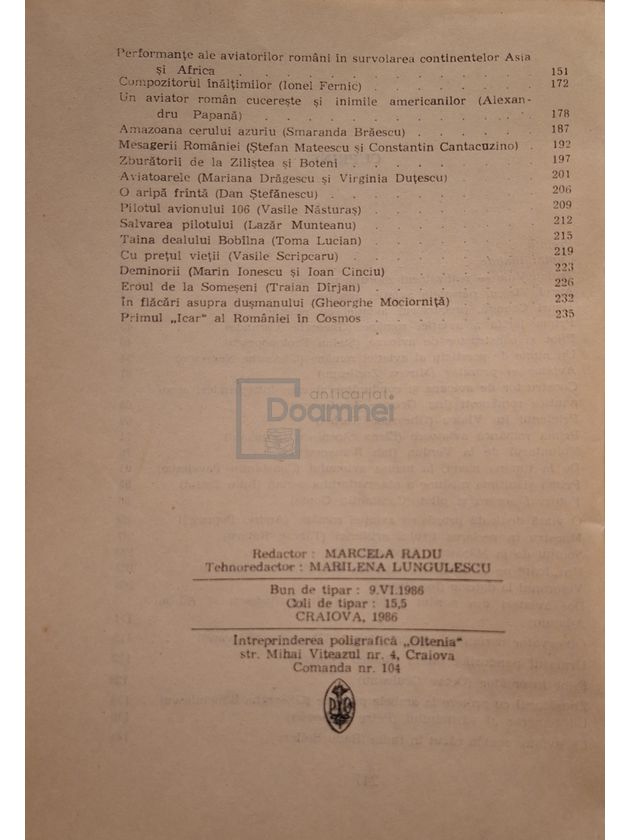 Performanțe ale aviatorilor români în survolarea continentelor Asia
și Africa . . . . . . . . . . . . . 151
Compozitorul înălțimilor (Ionel Fernic) . . . . . . . 172
Un aviator român cucerește și inimile americanilor (Alexan-
dru Papană) . . . . . . . . . . . . 178
Amazoana cerului azuriu (Smaranda Brăescu) . . . . . 187
Mesagerii României (Ștefan Mateescu și Constantin Cantacuzino) . 192
Zburătorii de la Ziliștea și Boteni . . . . . . . . 197
Aviatoarele (Mariana Drăgescu și Virginia Duțescu) . . . . 201
O aripă frîntă (Dan Ștefănescu) . . . . . . . . . 206
Pilotul avionului 106 (Vasile Năsturaș) . . . . . . . 209
Salvarea pilotului (Lazăr Munteanu) . . . . . . . . 212
Taina dealului Bobîlna (Toma Lucian) . . . . . . . 215
Cu prețul vieții (Vasile Scripcaru) . . . . . . . . 219
Deminorii (Marin Ionescu și Ioan Cinciu) . . . . . . 223
Eroul de la Someșeni (Traian Dîrjan) . . . . . . . 226
În flăcări asupra dușmanului (Gheorghe Mociorniță) . . . . 232
Primul „Icar“ al României în Cosmos . . . . . . . 235
anticariat
Doamnei
Redactor : MARCELA RADU
Tehnoredactor : MARILENA LUNGULESCU
Bun de tipar : 9.VI.1986
Coli de tipar : 15,5
CRAIOVA, 1986
Intreprinderea poligrafică „Oltenia“
str. Mihai Viteazul nr. 4, Craiova
Comanda nr. 104